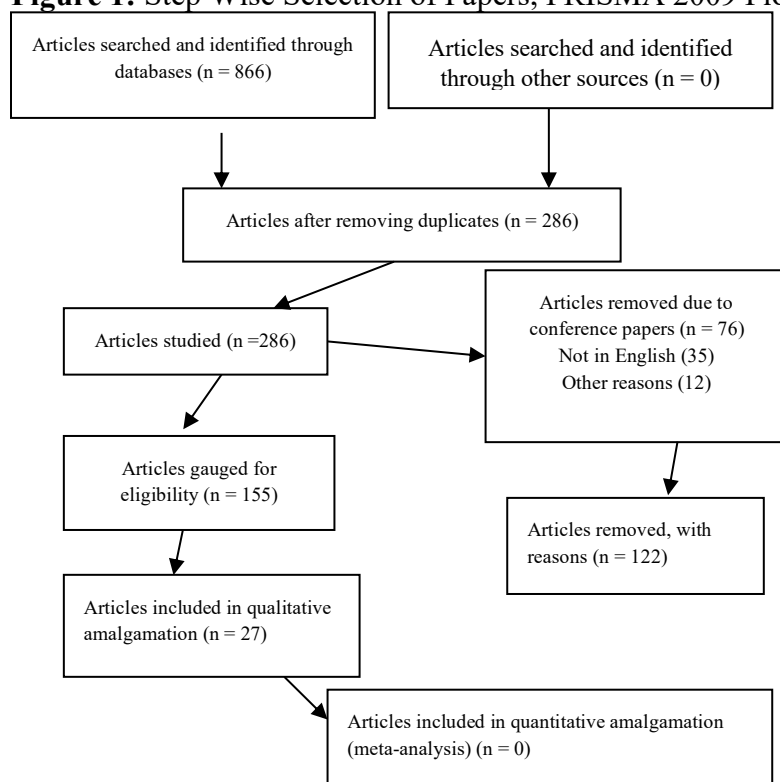 Figure 1: Step-Wise Selection of Papers, PRISMA 2009 Flo
Articles searched and identified through
databases (n = 866)
Articles searched and identified
through other sources (n = 0)
Articles after removing duplicates (n = 286)
Articles studied (n =286)
Articles removed due to
conference papers (n = 76)
Not in English (35)
Other reasons (12)
Articles gauged for
eligibility (n = 155)
Articles removed, with
reasons (n = 122)
Articles included in qualitative
amalgamation (n = 27)
Articles included in quantitative amalgamation
(meta-analysis) (n = 0)